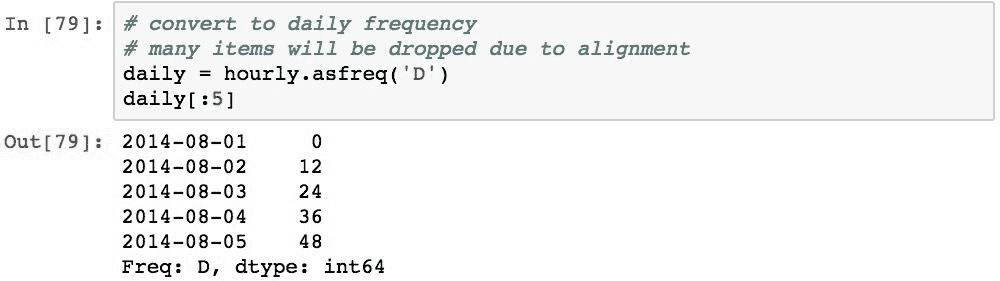 In [79]: # convert to daily frequency
# many items will be dropped due to alignment
daily = hourly.asfreq('D')
daily[:5]
Out[79]: 2014-08-01     0
2014-08-02    12
2014-08-03    24
2014-08-04    36
2014-08-05    48
Freq: D, dtype: int64